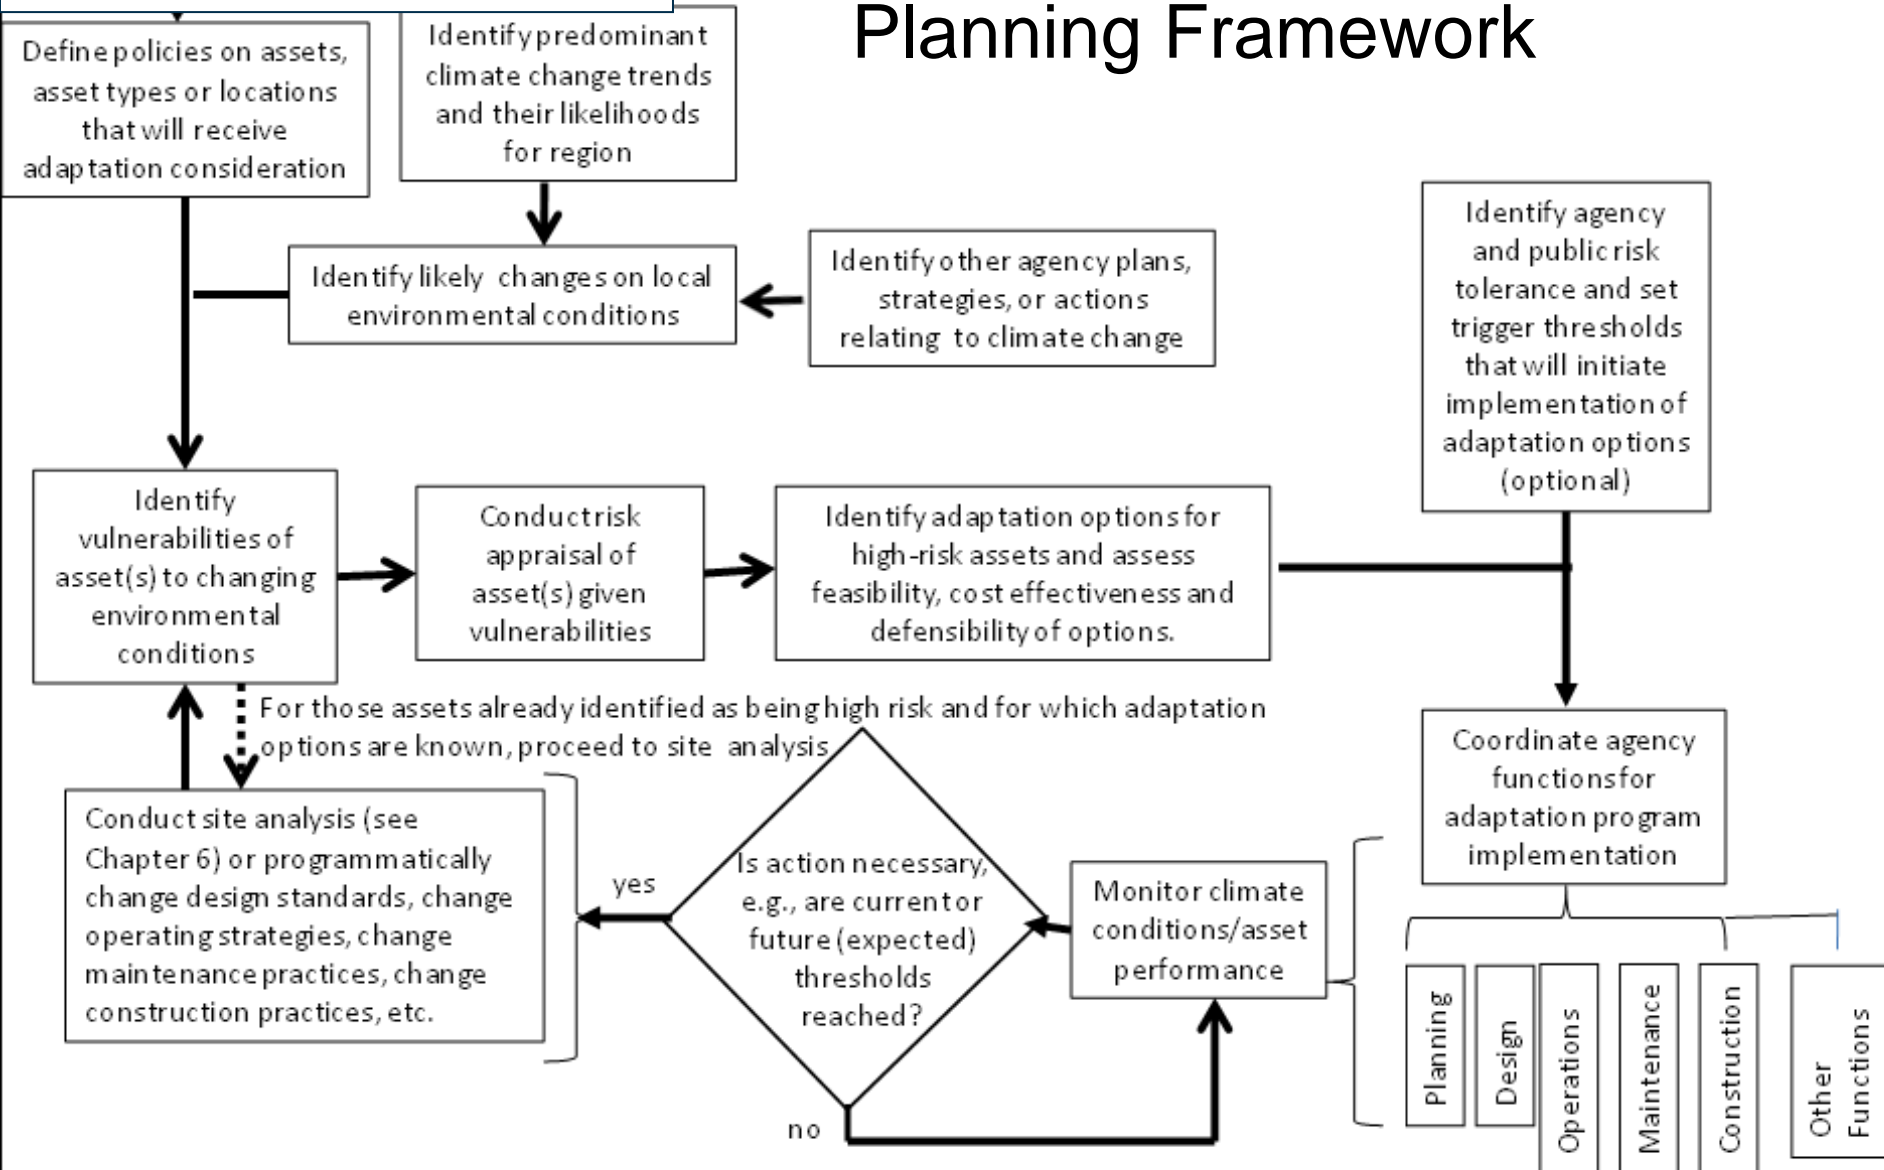 Planning Framework
Define policies on assets,
asset types or locations
that will receive
adaptation consideration
Identify predominant
climate change trends
and their likelihoods
for region
Identify likely changes on local
environmental conditions
Identify other agency plans,
strategies, or actions
relating to climate change
Identify agency
and public risk
tolerance and set
trigger thresholds
that will initiate
implementation of
adaptation options
(optional)
Identify
vulnerabilities of
asset(s) to changing
environmental
conditions
Conduct risk
appraisal of
asset(s) given
vulnerabilities
Identify adaptation options for
high-risk assets and assess
feasibility, cost effectiveness and
defensibility of options.
For those assets already identified as being high risk and for which adaptation
options are known, proceed to site analysis
Coordinate agency
functions for
adaptation program
implementation
Conduct site analysis (see
Chapter 6) or programmatically
change design standards, change
operating strategies, change
maintenance practices, change
construction practices, etc.
yes
Is action necessary,
e.g., are current or
future (expected)
thresholds
reached?
Monitor climate
conditions/asset
performance
no
Planning
Design
Operations
Maintenance
Construction
Other
Functions